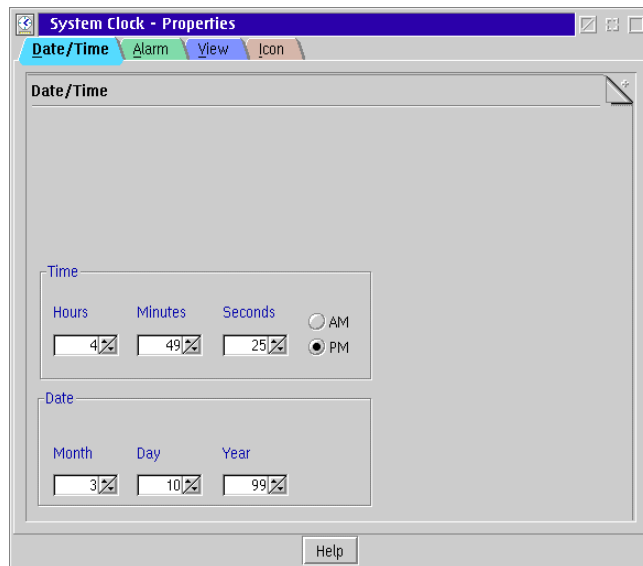 System Clock - Properties
Date/Time Alarm View Icon
Date/Time
Time
Hours Minutes Seconds
AM
4 49 25 PM
Date
Month Day Year
3 10 99
Help